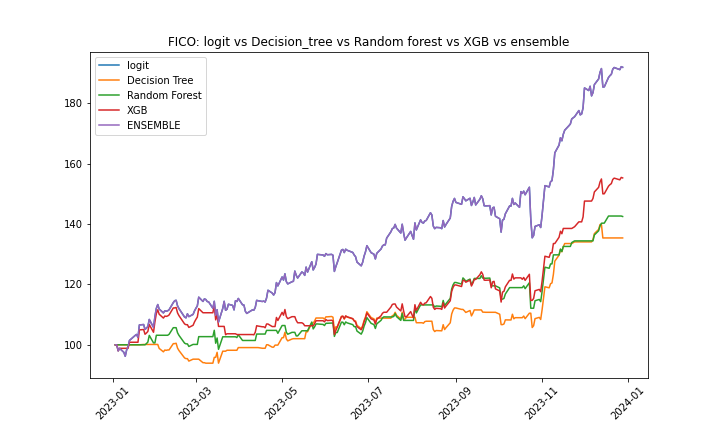 FICO: logit vs Decision_tree vs Random forest vs XGB vs ensemble
logit
Decision Tree
Random Forest
XGB
ENSEMBLE
180
160
140
120
100
2023-01
2023-03
2023-05
2023-07
2023-09
2023-11
2024-01